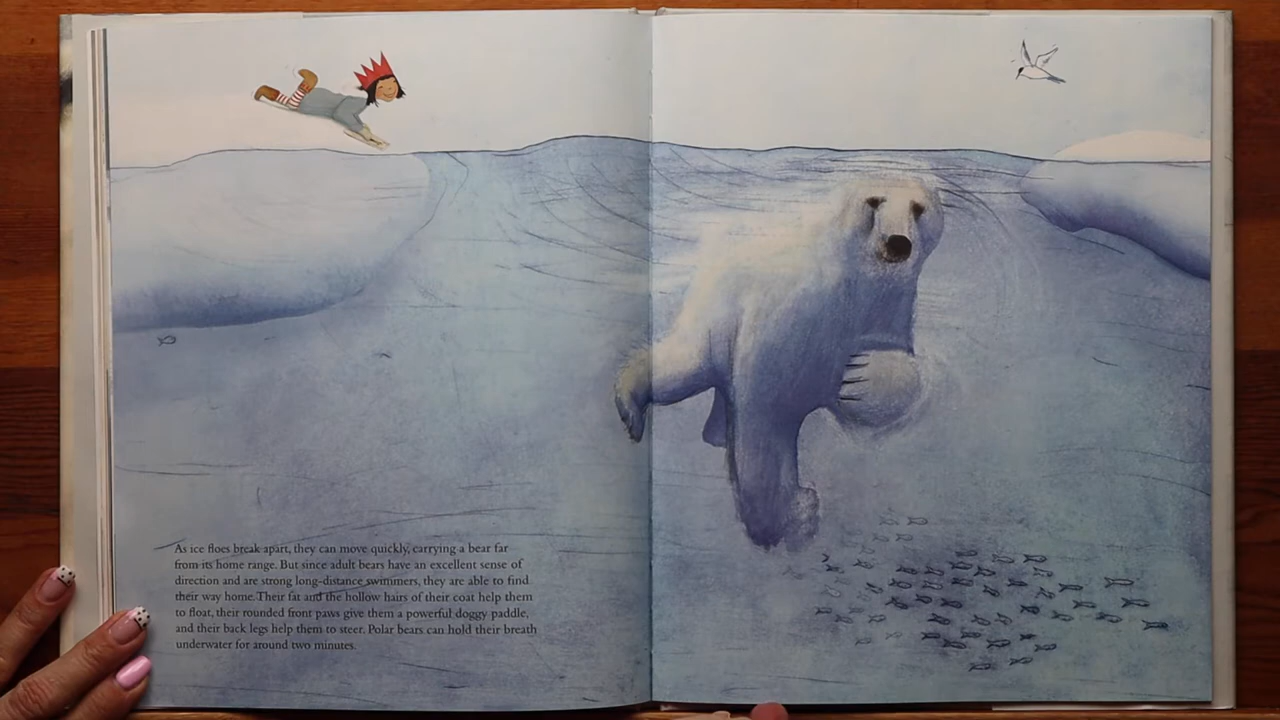 As ice floes break apart, they can move quickly, carrying a bear far
from its home range. But since adult bears have an excellent sense of
direction and are strong long-distance swimmers, they are able to find
their way home. Their fat and the hollow hairs of their coat help them
to float, their rounded front paws give them a powerful doggy paddle,
and their back legs help them to steer. Polar bears can hold their breath
underwater for around two minutes.